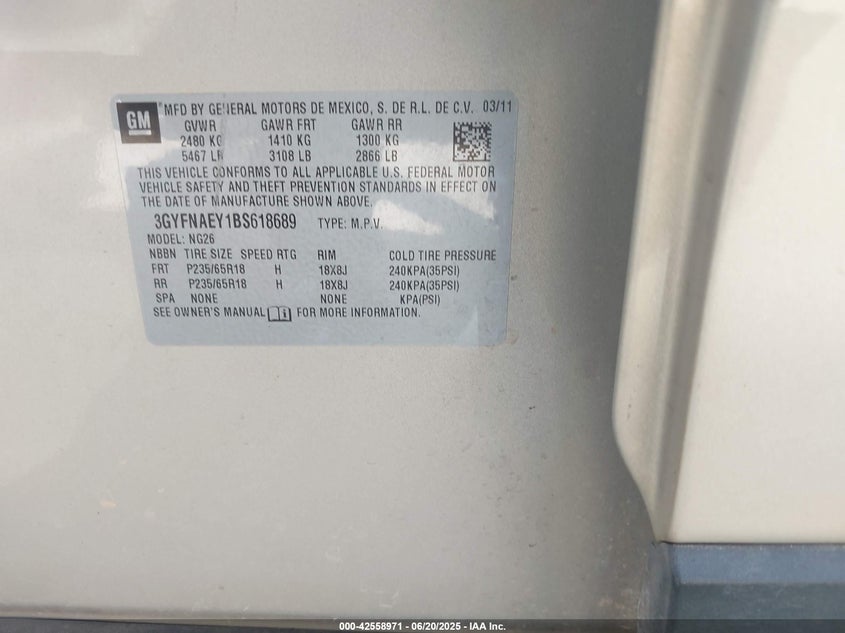 GM MFD BY GENERAL MOTORS DE MEXICO, S. DE R.L. DE C.V. 03/11
GVWR GAWR FRT GAWR RR
2480 KG 1410 KG 1300 KG
5467 LB 3108 LB 2866 LB
THIS VEHICLE CONFORMS TO ALL APPLICABLE U.S. FEDERAL MOTOR
VEHICLE SAFETY AND THEFT PREVENTION STANDARDS IN EFFECT ON
THE DATE OF MANUFACTURE SHOWN ABOVE.
3GYFNAEY1BS618689 TYPE: M.P.V.
MODEL: NG26
NBBN TIRE SIZE SPEED RTG RIM COLD TIRE PRESSURE
FRT P235/65R18 H 18X8J 240KPA(35PSI)
RR P235/65R18 H 18X8J 240KPA(35PSI)
SPA NONE NONE KPA(PSI)
SEE OWNER'S MANUAL FOR MORE INFORMATION.
000-42558971 - 06/20/2025 - IAA Inc.